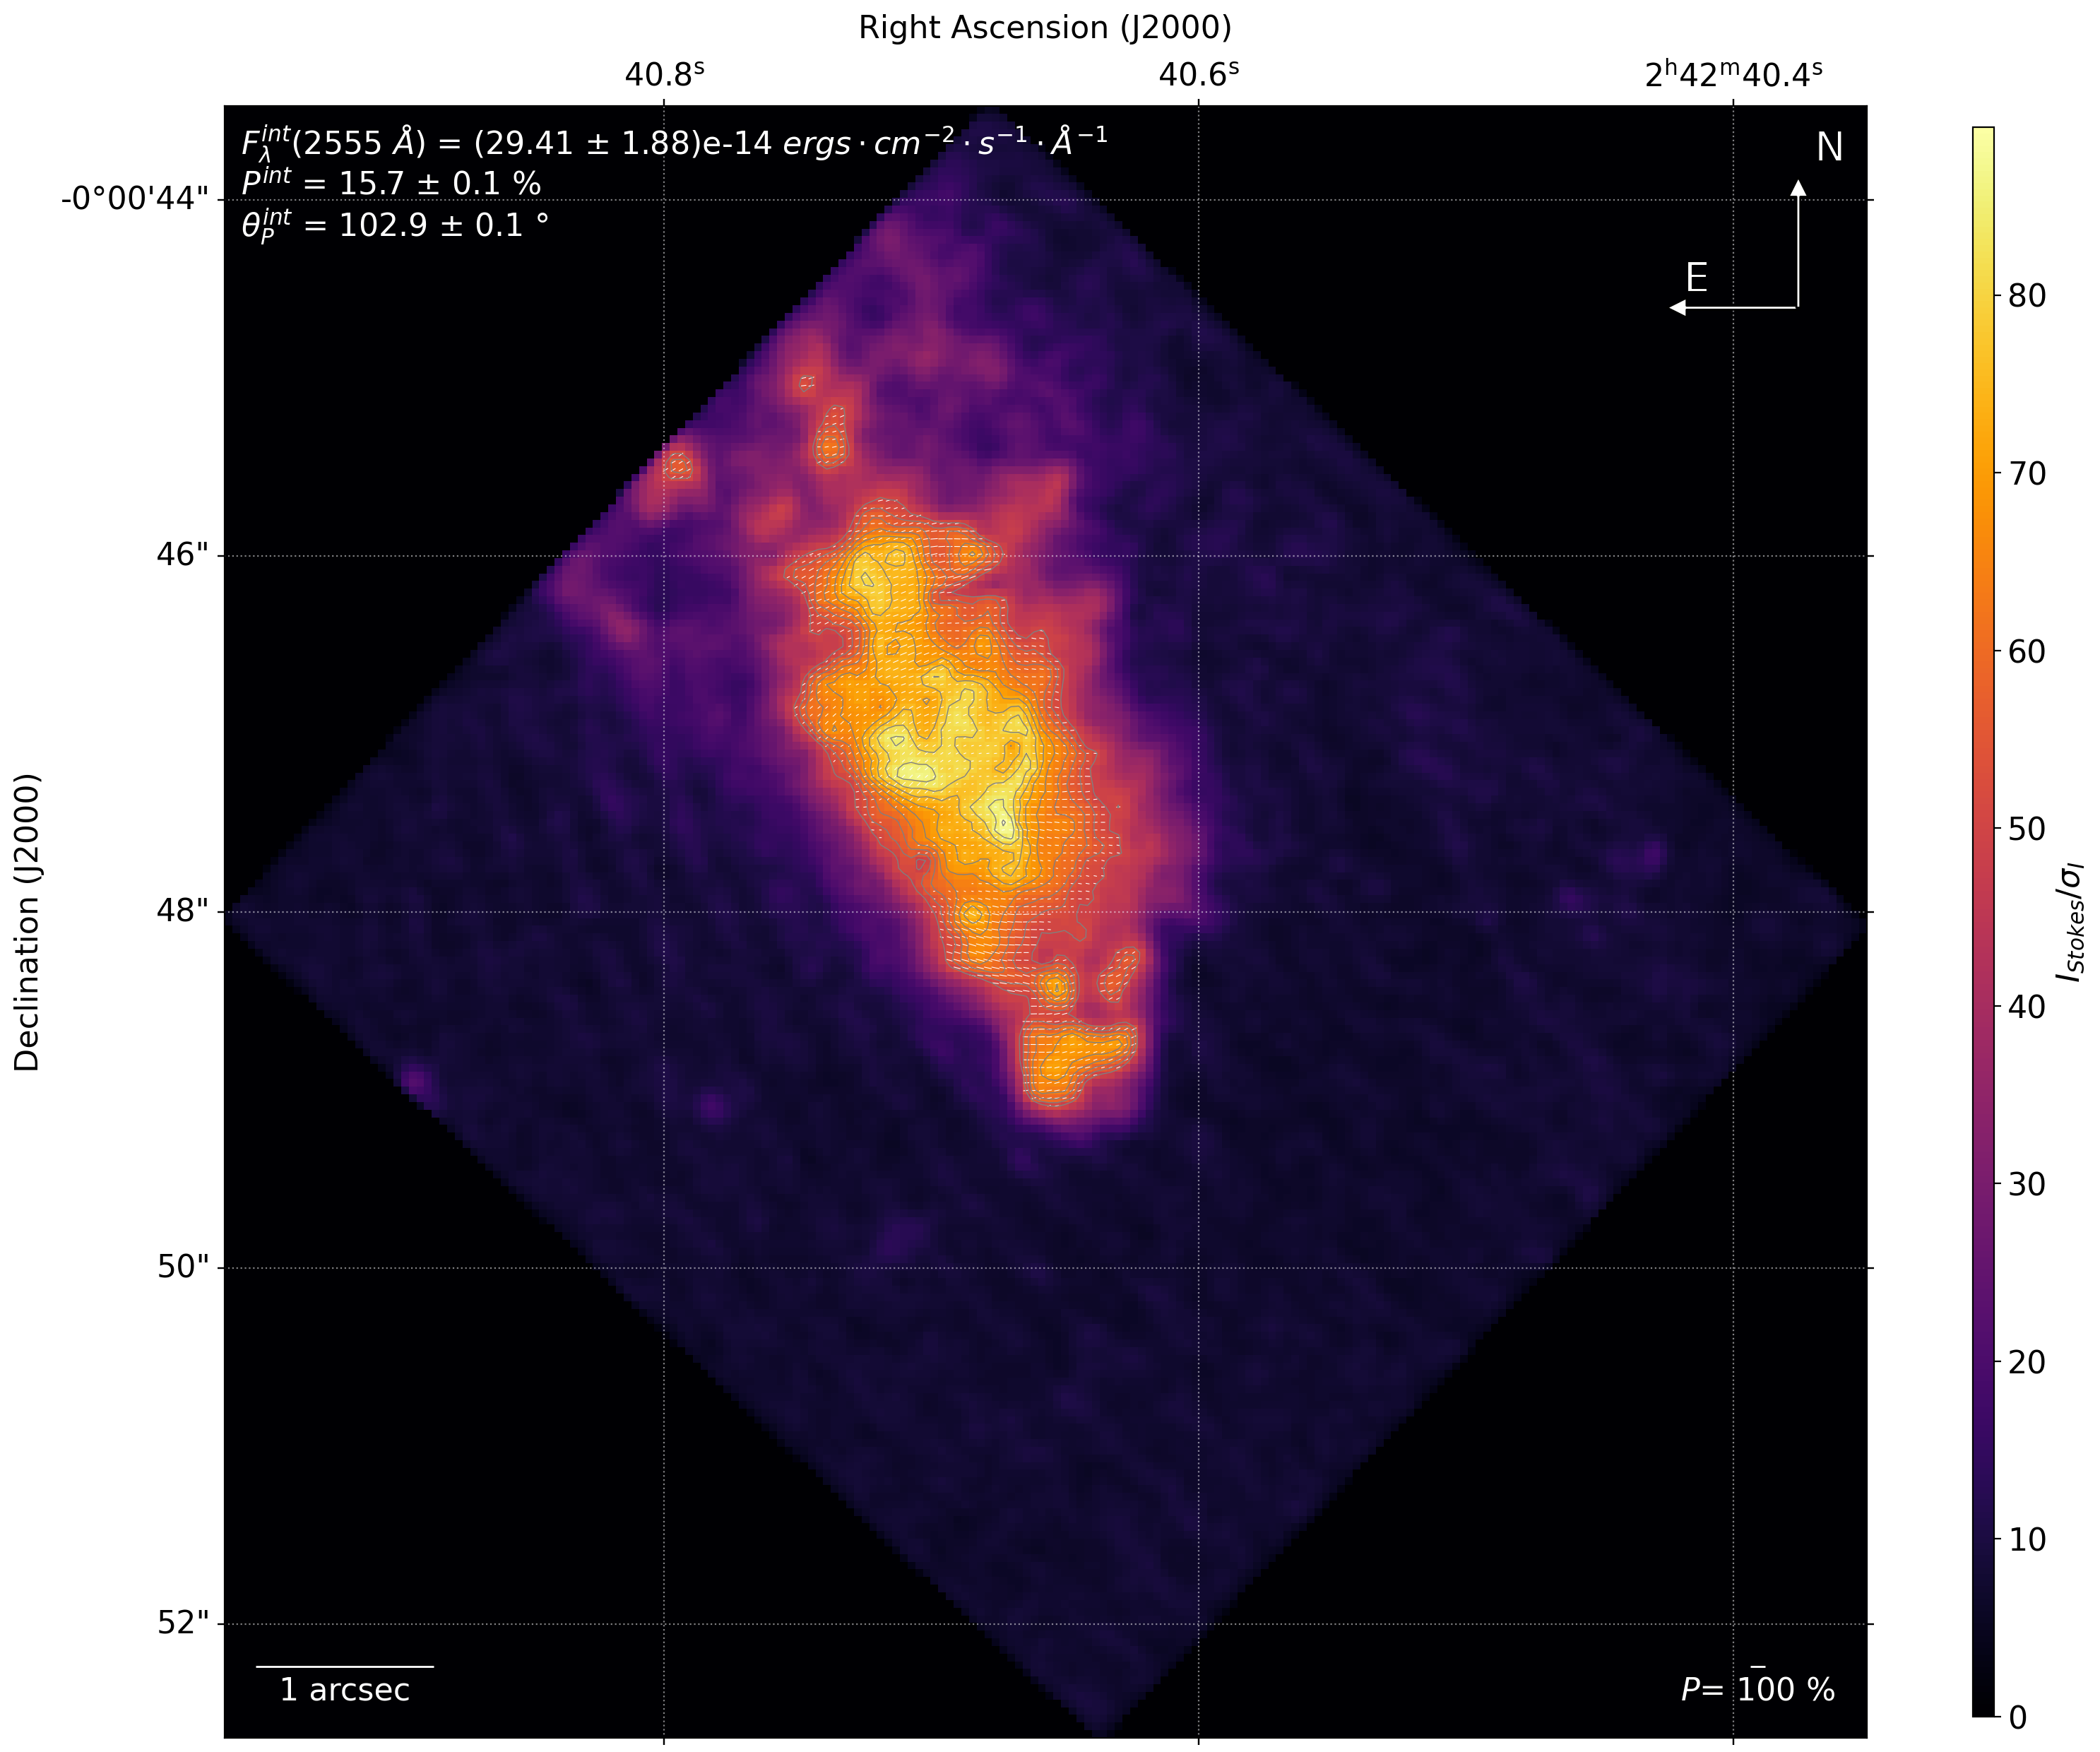 Right Ascension (J2000)
40.8ˢ 40.6ˢ 2ʰ42ᵐ40.4ˢ
F_λ^int(2555 Å) = (29.41 ± 1.88)e-14 ergs · cm⁻² · s⁻¹ · Å⁻¹
P^int = 15.7 ± 0.1 %
θ_P^int = 102.9 ± 0.1 °
N
E
-0°00'44"
46"
48"
50"
52"
Declination (J2000)
1 arcsec
P= 100 %
80
70
60
50
40
30
20
10
0
I_Stokes/σ_I